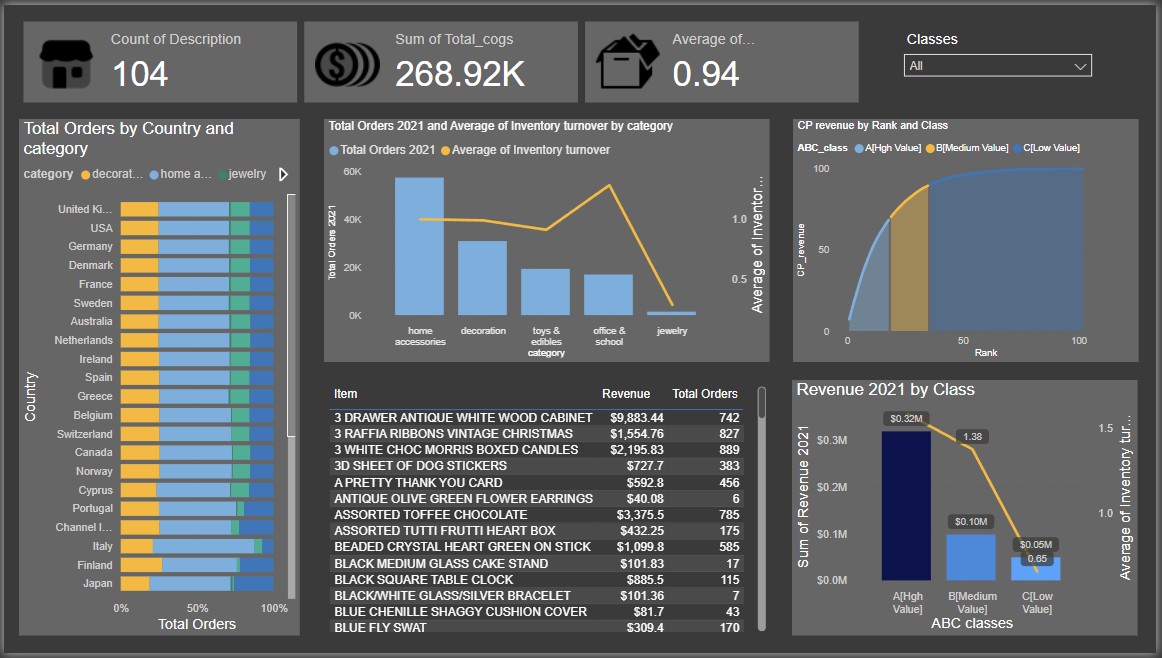 Count of Description
104
Sum of Total_cogs
268.92K
Average of...
0.94
Classes
All
Total Orders by Country and
category
category decorat... home a... jewelry
United Ki...
USA
Germany
Denmark
France
Sweden
Australia
Netherlands
Ireland
Spain
Greece
Belgium
Switzerland
Canada
Norway
Cyprus
Portugal
Channel I...
Italy
Finland
Japan
Country
0% 50% 100%
Total Orders
Total Orders 2021 and Average of Inventory turnover by category
Total Orders 2021 Average of Inventory turnover
60K
40K
20K
0K
Total Orders 2021
1.0
0.5
Average of Inventor...
home
accessories
decoration
toys &
edibles
office &
school
jewelry
category
CP revenue by Rank and Class
ABC_class A[Hgh Value] B[Medium Value] C[Low Value]
100
50
0
CP_revenue
0 50 100
Rank
Item Revenue Total Orders
3 DRAWER ANTIQUE WHITE WOOD CABINET $9,883.44 742
3 RAFFIA RIBBONS VINTAGE CHRISTMAS $1,554.76 827
3 WHITE CHOC MORRIS BOXED CANDLES $2,195.83 889
3D SHEET OF DOG STICKERS $727.7 383
A PRETTY THANK YOU CARD $592.8 456
ANTIQUE OLIVE GREEN FLOWER EARRINGS $40.08 6
ASSORTED TOFFEE CHOCOLATE $3,375.5 785
ASSORTED TUTTI FRUTTI HEART BOX $432.25 175
BEADED CRYSTAL HEART GREEN ON STICK $1,099.8 585
BLACK MEDIUM GLASS CAKE STAND $101.83 17
BLACK SQUARE TABLE CLOCK $885.5 115
BLACK/WHITE GLASS/SILVER BRACELET $101.36 7
BLUE CHENILLE SHAGGY CUSHION COVER $81.7 43
BLUE FLY SWAT $309.4 170
Revenue 2021 by Class
$0.3M
$0.2M
$0.1M
$0.0M
Sum of Revenue 2021
$0.32M
1.38
$0.10M
$0.05M
0.65
1.5
1.0
Average of Inventory tur...
A[Hgh
Value]
B[Medium
Value]
C[Low
Value]
ABC classes